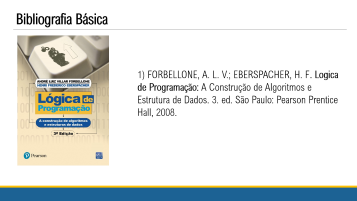 Bibliografia Básica
ANDRÉ LUIZ VILLAR FORBELLONE
HENRI FREDERICO EBERSPACHER
Lógica de
Programação
A construção de algoritmos
e estruturas de dados
3ª Edição
Pearson
1) FORBELLONE, A. L. V.; EBERSPACHER, H. F. Logica
de Programação: A Construção de Algoritmos e
Estrutura de Dados. 3. ed. São Paulo: Pearson Prentice
Hall, 2008.